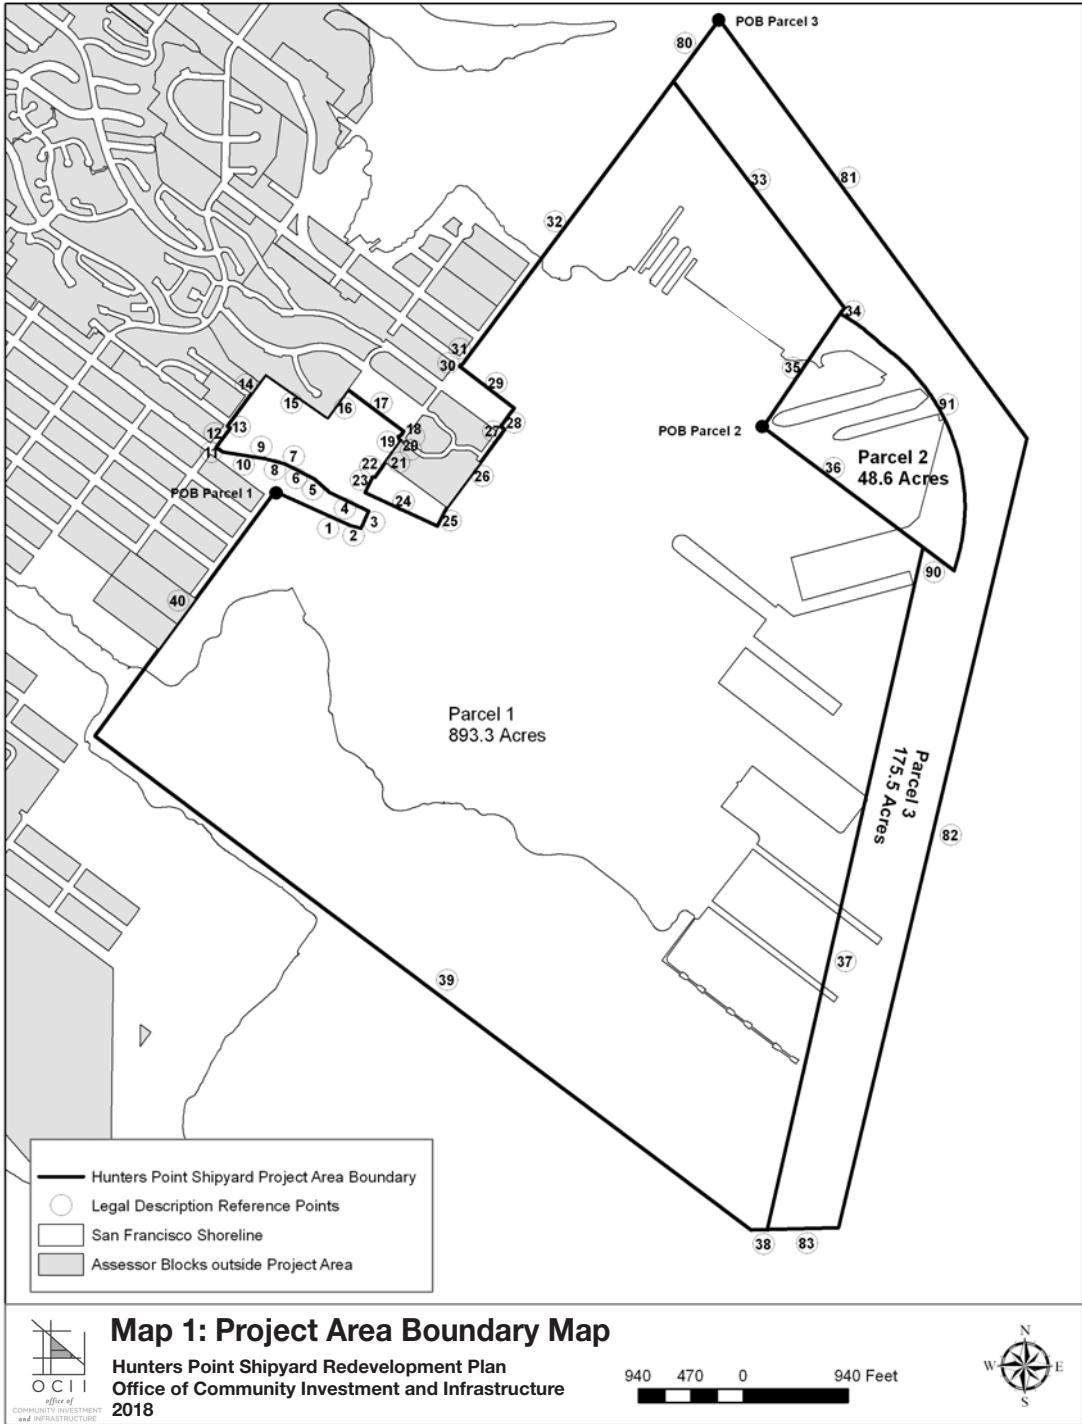 POB Parcel 3
80
33
81
32
34
31
30
35
29
91
14
15
16
17
28
18
27
POB Parcel 2
12
13
19
20
11
9
36
Parcel 2
48.6 Acres
10
7
22
21
8
6
23
26
POB Parcel 1
5
24
4
3
25
1
2
90
40
Parcel 1
893.3 Acres
Parcel 3
175.5 Acres
82
37
39
38
83
Hunters Point Shipyard Project Area Boundary
Legal Description Reference Points
San Francisco Shoreline
Assessor Blocks outside Project Area
OCII
office of
COMMUNITY INVESTMENT
and INFRASTRUCTURE
Map 1: Project Area Boundary Map
Hunters Point Shipyard Redevelopment Plan
Office of Community Investment and Infrastructure
2018
940 470 0 940 Feet
N
W E
S